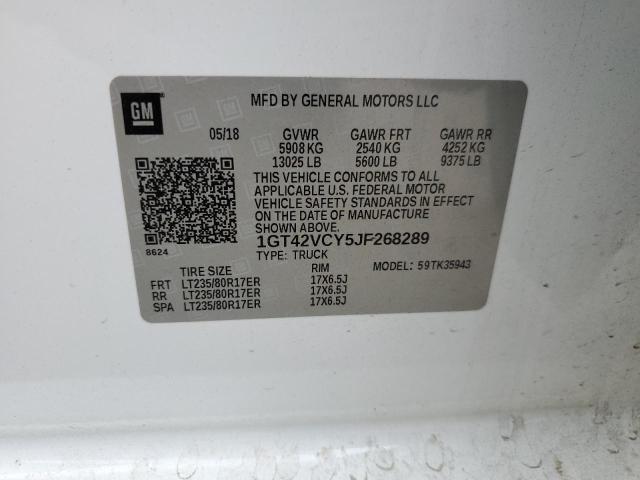 GM
MFD BY GENERAL MOTORS LLC
05/18 GVWR GAWR FRT GAWR RR
5908 KG 2540 KG 4252 KG
13025 LB 5600 LB 9375 LB
THIS VEHICLE CONFORMS TO ALL
APPLICABLE U.S. FEDERAL MOTOR
VEHICLE SAFETY STANDARDS IN EFFECT
ON THE DATE OF MANUFACTURE
SHOWN ABOVE.
8624 1GT42VCY5JF268289
TYPE: TRUCK MODEL: 59TK35943
TIRE SIZE RIM
FRT LT235/80R17ER 17X6.5J
RR LT235/80R17ER 17X6.5J
SPA LT235/80R17ER 17X6.5J